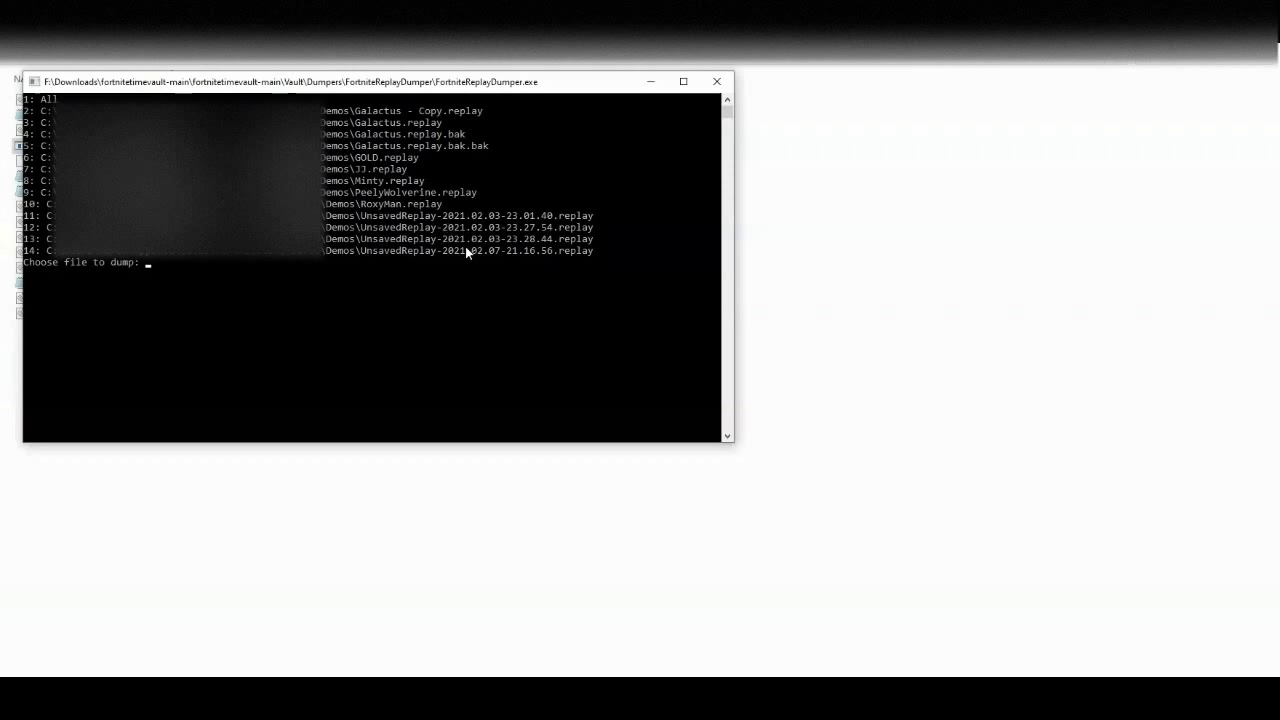 F:\Downloads\fortnitetimevault-main\fortnitetimevault-main\Vault\Dumpers\FortniteReplayDumper\FortniteReplayDumper.exe
1: All
2: C:\ Demos\Galactus - Copy.replay
3: C:\ Demos\Galactus.replay
4: C:\ Demos\Galactus.replay.bak
5: C:\ Demos\Galactus.replay.bak.bak
6: C:\ Demos\GOLD.replay
7: C:\ Demos\JJ.replay
8: C:\ Demos\Minty.replay
9: C:\ Demos\PeelyWolverine.replay
10: C: \Demos\RoxyMan.replay
11: C: \Demos\UnsavedReplay-2021.02.03-23.01.40.replay
12: C: \Demos\UnsavedReplay-2021.02.03-23.27.54.replay
13: C: \Demos\UnsavedReplay-2021.02.03-23.28.44.replay
14: C: \Demos\UnsavedReplay-2021.02.07-21.16.56.replay
Choose file to dump: